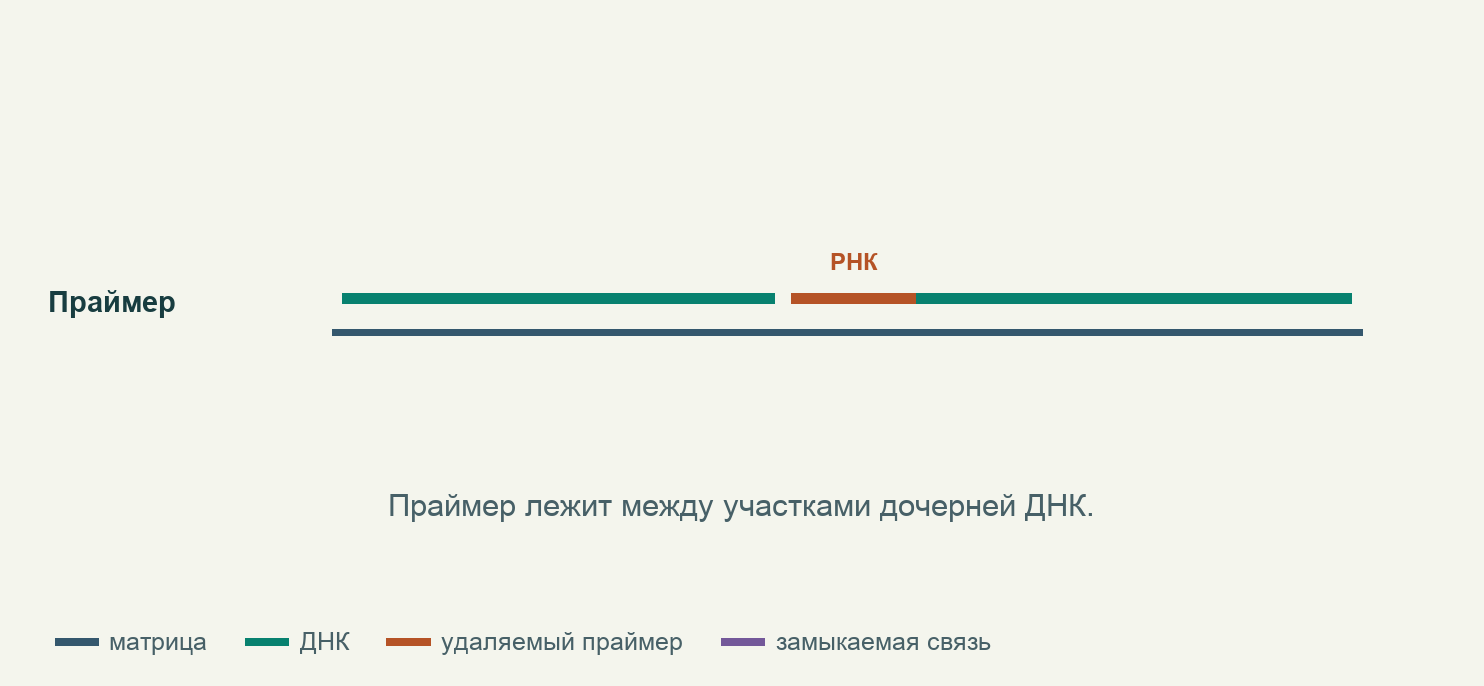 РНК
Праймер
Праймер лежит между участками дочерней ДНК.
матрица ДНК удаляемый праймер замыкаемая связь